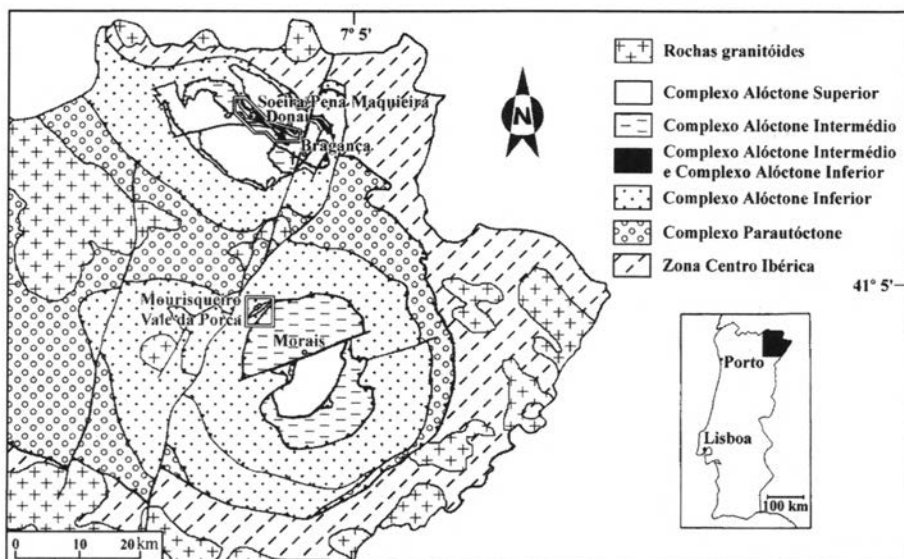 7º 5'
Soeira Pena Maquieira
Donai
Bragança
Mourisqueiro
Vale da Porca
Morais
0 10 20 km
N
Rochas granitóides
Complexo Alóctone Superior
Complexo Alóctone Intermédio
Complexo Alóctone Intermédio
e Complexo Alóctone Inferior
Complexo Alóctone Inferior
Complexo Parautóctone
Zona Centro Ibérica
41º 5'
Porto
Lisboa
100 km